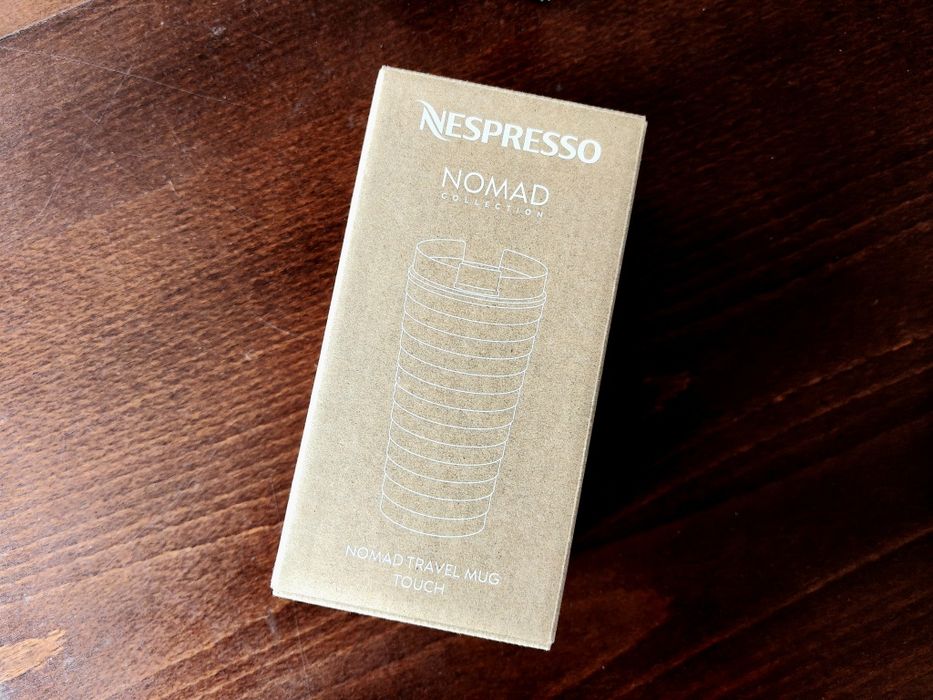 NESPRESSO
NOMAD
COLLECTION
NOMAD TRAVEL MUG
TOUCH